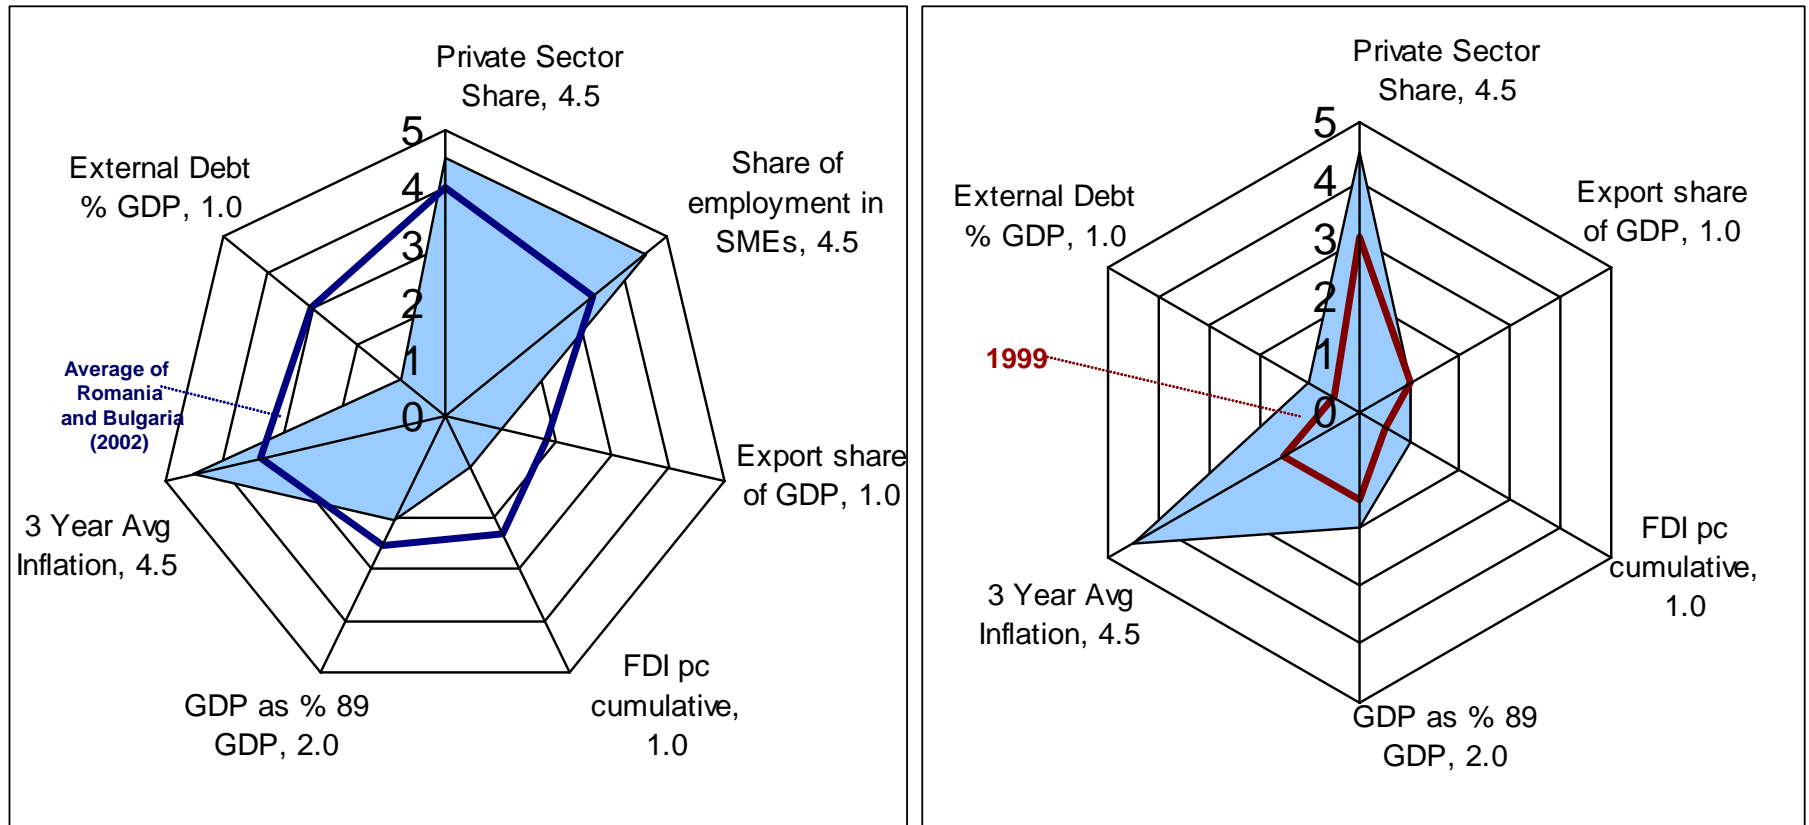 Private Sector
Share, 4.5
Share of
employment in
SMEs, 4.5
Export share
of GDP, 1.0
FDI pc
cumulative,
1.0
GDP as % 89
GDP, 2.0
3 Year Avg
Inflation, 4.5
External Debt
% GDP, 1.0
5
4
3
2
1
0
Average of
Romania
and Bulgaria
(2002)
Private Sector
Share, 4.5
Export share
of GDP, 1.0
FDI pc
cumulative,
1.0
GDP as % 89
GDP, 2.0
3 Year Avg
Inflation, 4.5
External Debt
% GDP, 1.0
5
4
3
2
1
0
1999